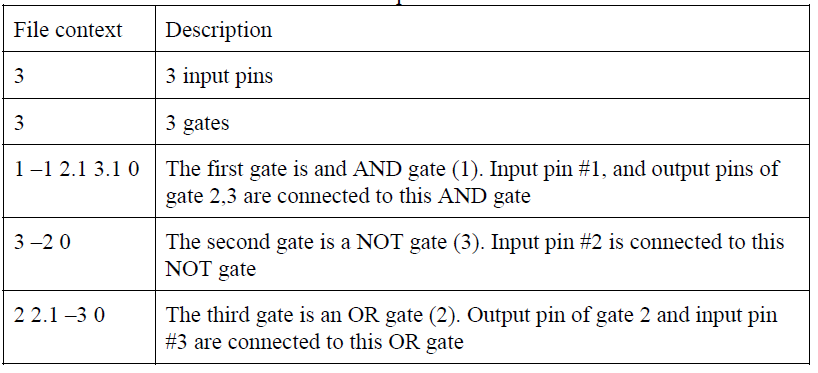 File context Description
3 3 input pins
3 3 gates
1 –1 2.1 3.1 0 The first gate is and AND gate (1). Input pin #1, and output pins of
gate 2,3 are connected to this AND gate
3 –2 0 The second gate is a NOT gate (3). Input pin #2 is connected to this
NOT gate
2 2.1 –3 0 The third gate is an OR gate (2). Output pin of gate 2 and input pin
#3 are connected to this OR gate